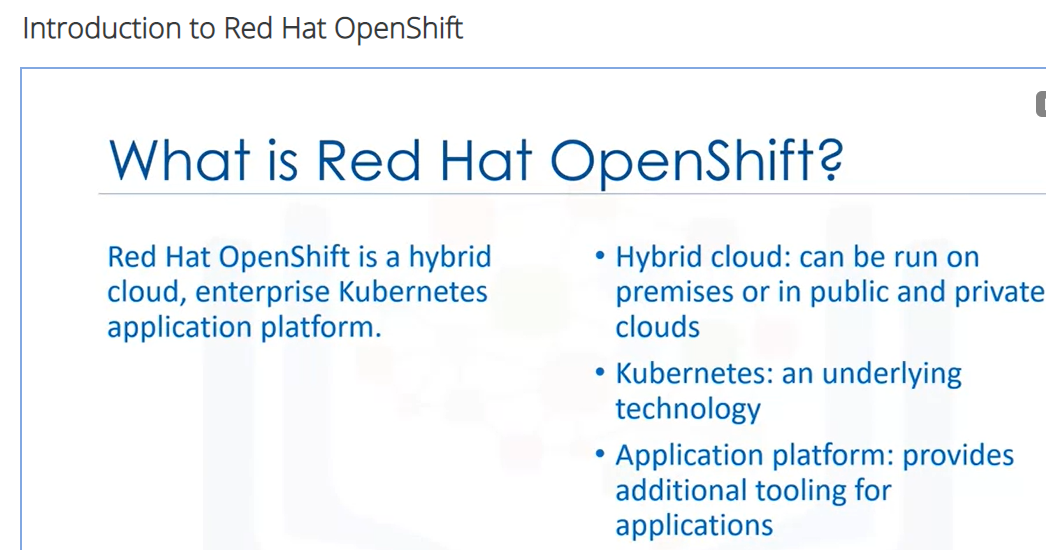 Introduction to Red Hat OpenShift
What is Red Hat OpenShift?
Red Hat OpenShift is a hybrid
cloud, enterprise Kubernetes
application platform.
• Hybrid cloud: can be run on
premises or in public and private
clouds
• Kubernetes: an underlying
technology
• Application platform: provides
additional tooling for
applications